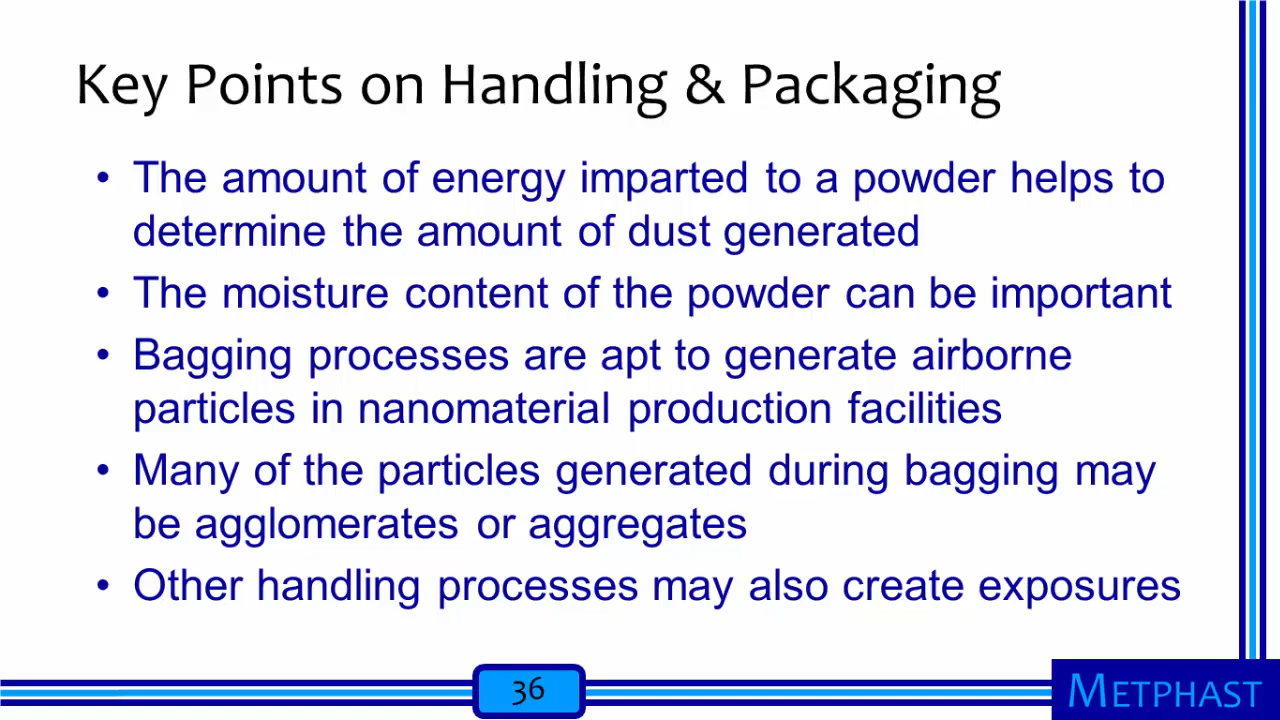 Key Points on Handling & Packaging
• The amount of energy imparted to a powder helps to
determine the amount of dust generated
• The moisture content of the powder can be important
• Bagging processes are apt to generate airborne
particles in nanomaterial production facilities
• Many of the particles generated during bagging may
be agglomerates or aggregates
• Other handling processes may also create exposures
36
METPHAST